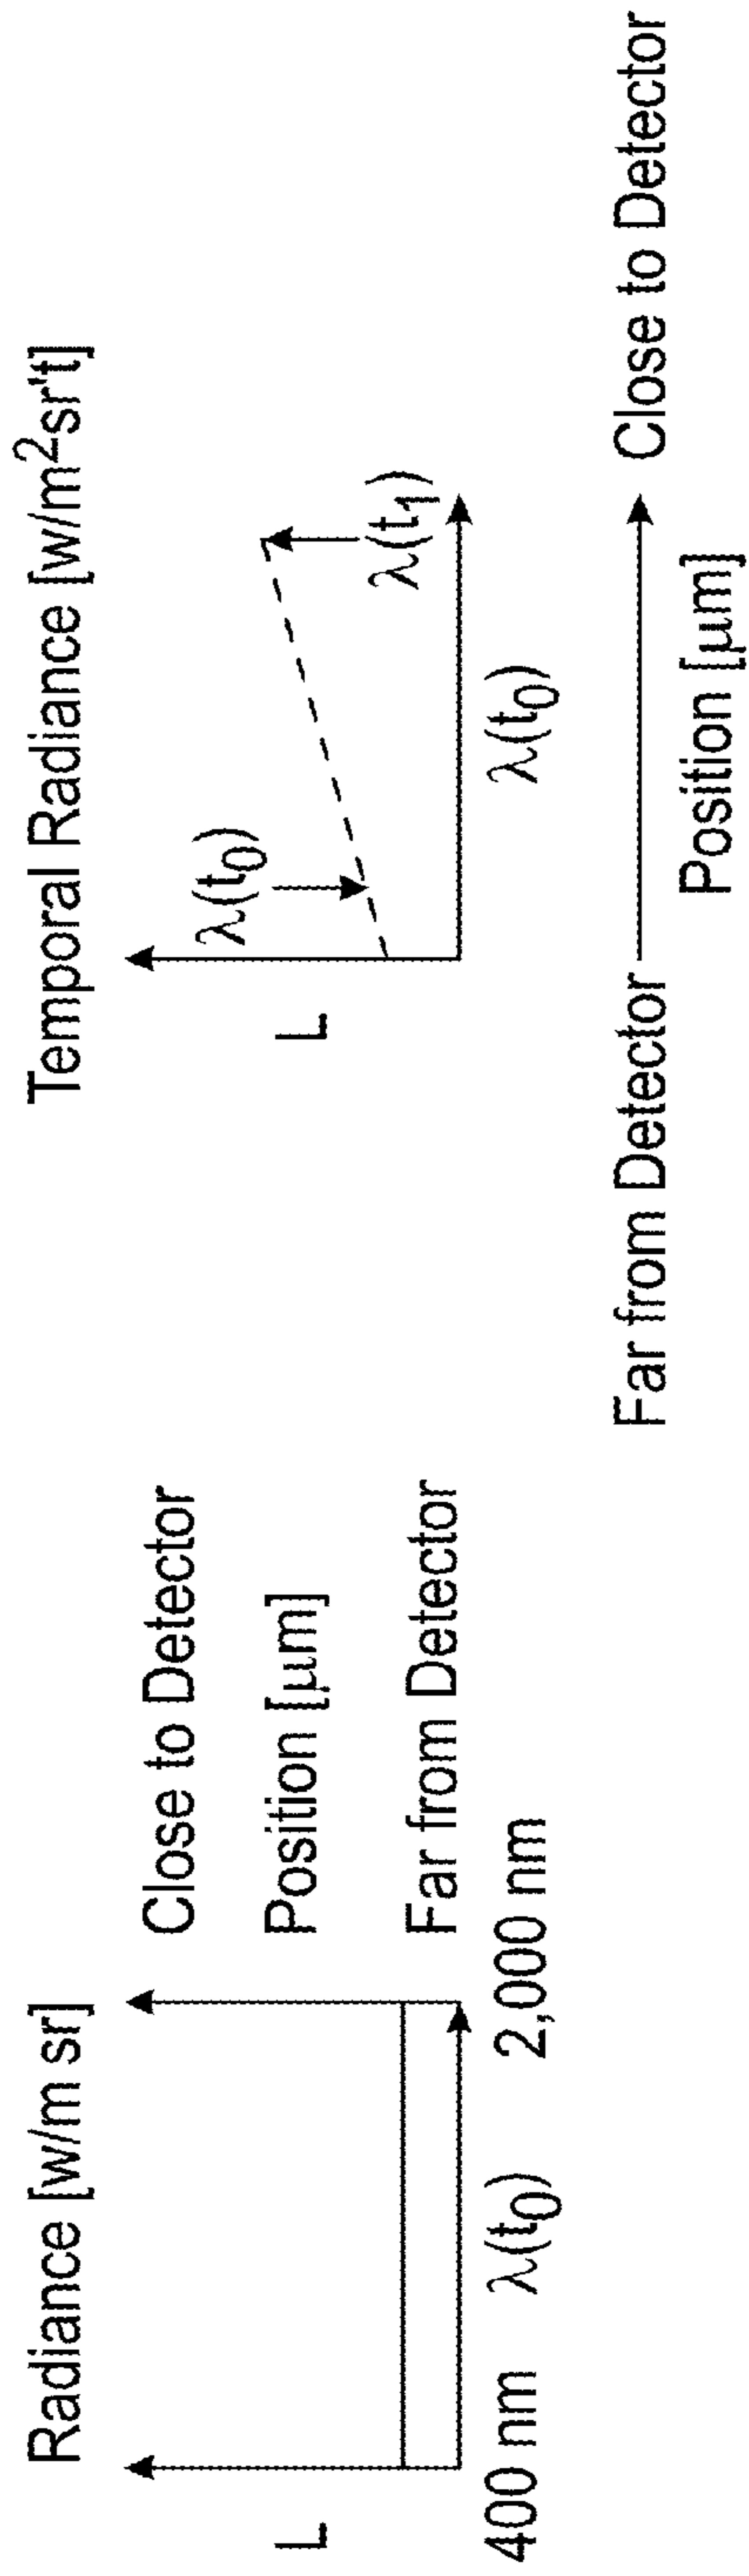 Radiance [w/m sr]
L
Close to Detector
Position [μm]
Far from Detector
400 nm
λ(t₀)
2,000 nm
Temporal Radiance [w/m²sr't]
L
λ(t₀)
λ(t₁)
λ(t₀)
Far from Detector
Close to Detector
Position [μm]